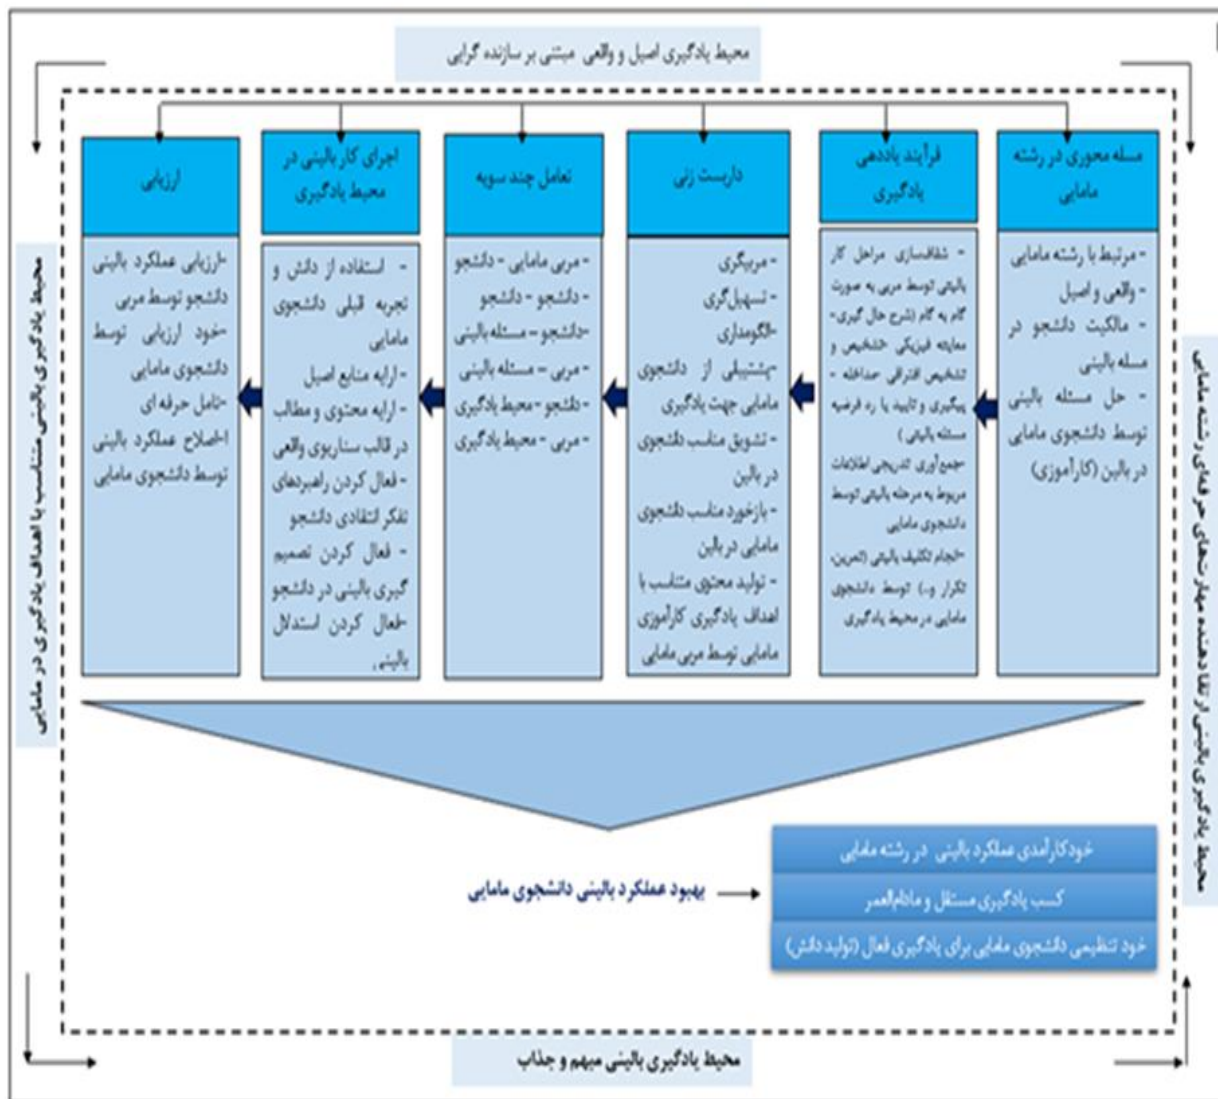 محیط یادگیری اصیل و واقعی مبتنی بر سازنده گرایی
مسله محوری در رشته
مامایی
- مرتبط با رشته مامایی
- واقعی و اصیل
- مالکیت دانشجو در
مسله بالینی
- حل مسئله بالینی
توسط دانشجوی مامایی
در بالین (کارآموزی)
فرآیند یاددهی
یادگیری
- شفاف‌سازی مراحل کار
بالینی توسط مربی به صورت
گام به گام (شرح حال گیری-
معاینه فیزیکی -تشخیص و
تشخیص افتراقی -مداخله -
پیگیری و تایید یا رد فرضیه
مسئله بالینی )
-جمع‌آوری تدریجی اطلاعات
مربوط به مرحله بالینی توسط
دانشجوی مامایی
-انجام تکلیف بالینی (تمرین،
تکرار و..) توسط دانشجوی
مامایی در محیط یادگیری
داربست زنی
- مربیگری
- تسهیل‌گری
-الگومداری
-پشتیبلی از دانشجوی
مامایی جهت یادگیری
- تشویق مناسب دانشجوی
در بالین
- بازخورد مناسب دانشجوی
مامایی در بالین
- تولید محتوی متناسب با
اهداف یادگیری کارآموزی
مامایی توسط مربی مامایی
تعامل چند سویه
- مربی مامایی - دانشجو
- دانشجو - دانشجو
-دانشجو - مسئله بالینی
- مربی - مسئله بالینی
- دانشجو - محیط یادگیری
- مربی - محیط یادگیری
اجرای کار بالینی در
محیط یادگیری
- استفاده از دانش و
تجربه قبلی دانشجوی
مامایی
- ارایه منابع اصیل
- ارایه محتوی و مطالب
در قالب سناریوی واقعی
- فعال کردن راهبردهای
تفکر انتقادی دانشجو
- فعال کردن تصمیم
گیری بالینی در دانشجو
-فعال کردن استدلال
بالینی
ارزیابی
-ارزیابی عملکرد بالینی
دانشجو توسط مربی
-خود ارزیابی توسط
دانشجوی مامایی
-تامل حرفه ای
-اصلاح عملکرد بالینی
توسط دانشجوی مامایی
محیط یادگیری بالینی ارتقا دهنده مهارت‌های حرفه‌ای رشته مامایی
محیط یادگیری بالینی متناسب با اهداف یادگیری در مامایی
خودکارآمدی عملکرد بالینی در رشته مامایی
کسب یادگیری مستقل و مادام‌العمر
خود تنظیمی دانشجوی مامایی برای یادگیری فعال (تولید دانش)
بهبود عملکرد بالینی دانشجوی مامایی
محیط یادگیری بالینی مبهم و جذاب